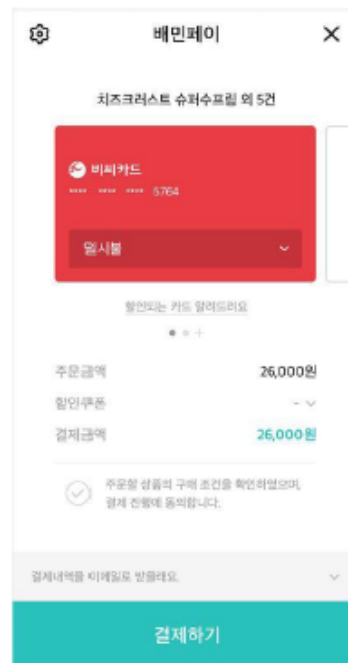 배민페이
치즈크러스트 슈퍼수프림 외 5건
비씨카드
**** **** **** 5764
일시불
할인되는 카드 알려드려요
주문금액 26,000원
할인쿠폰 -
결제금액 26,000원
주문할 상품의 구매 조건을 확인하였으며,
결제 진행에 동의합니다.
결제내역을 이메일로 받을래요.
결제하기